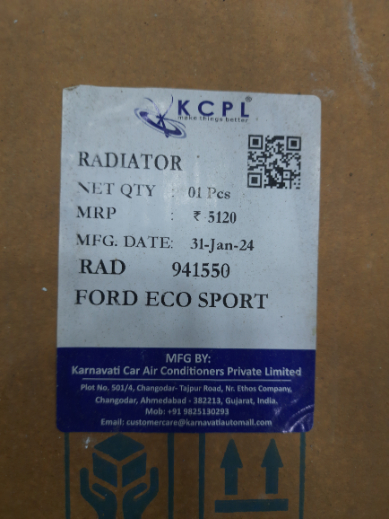 KCPL
make things better
RADIATOR
NET QTY : 01 Pcs
MRP : ₹ 5120
MFG. DATE: 31-Jan-24
RAD 941550
FORD ECO SPORT
MFG BY:
Karnavati Car Air Conditioners Private Limited
Plot No. 501/4, Changodar- Tajpur Road, Nr. Ethos Company,
Changodar, Ahmedabad - 382213, Gujarat, India.
Mob: +91 9825130293
Email: customercare@karnavatiautomall.com